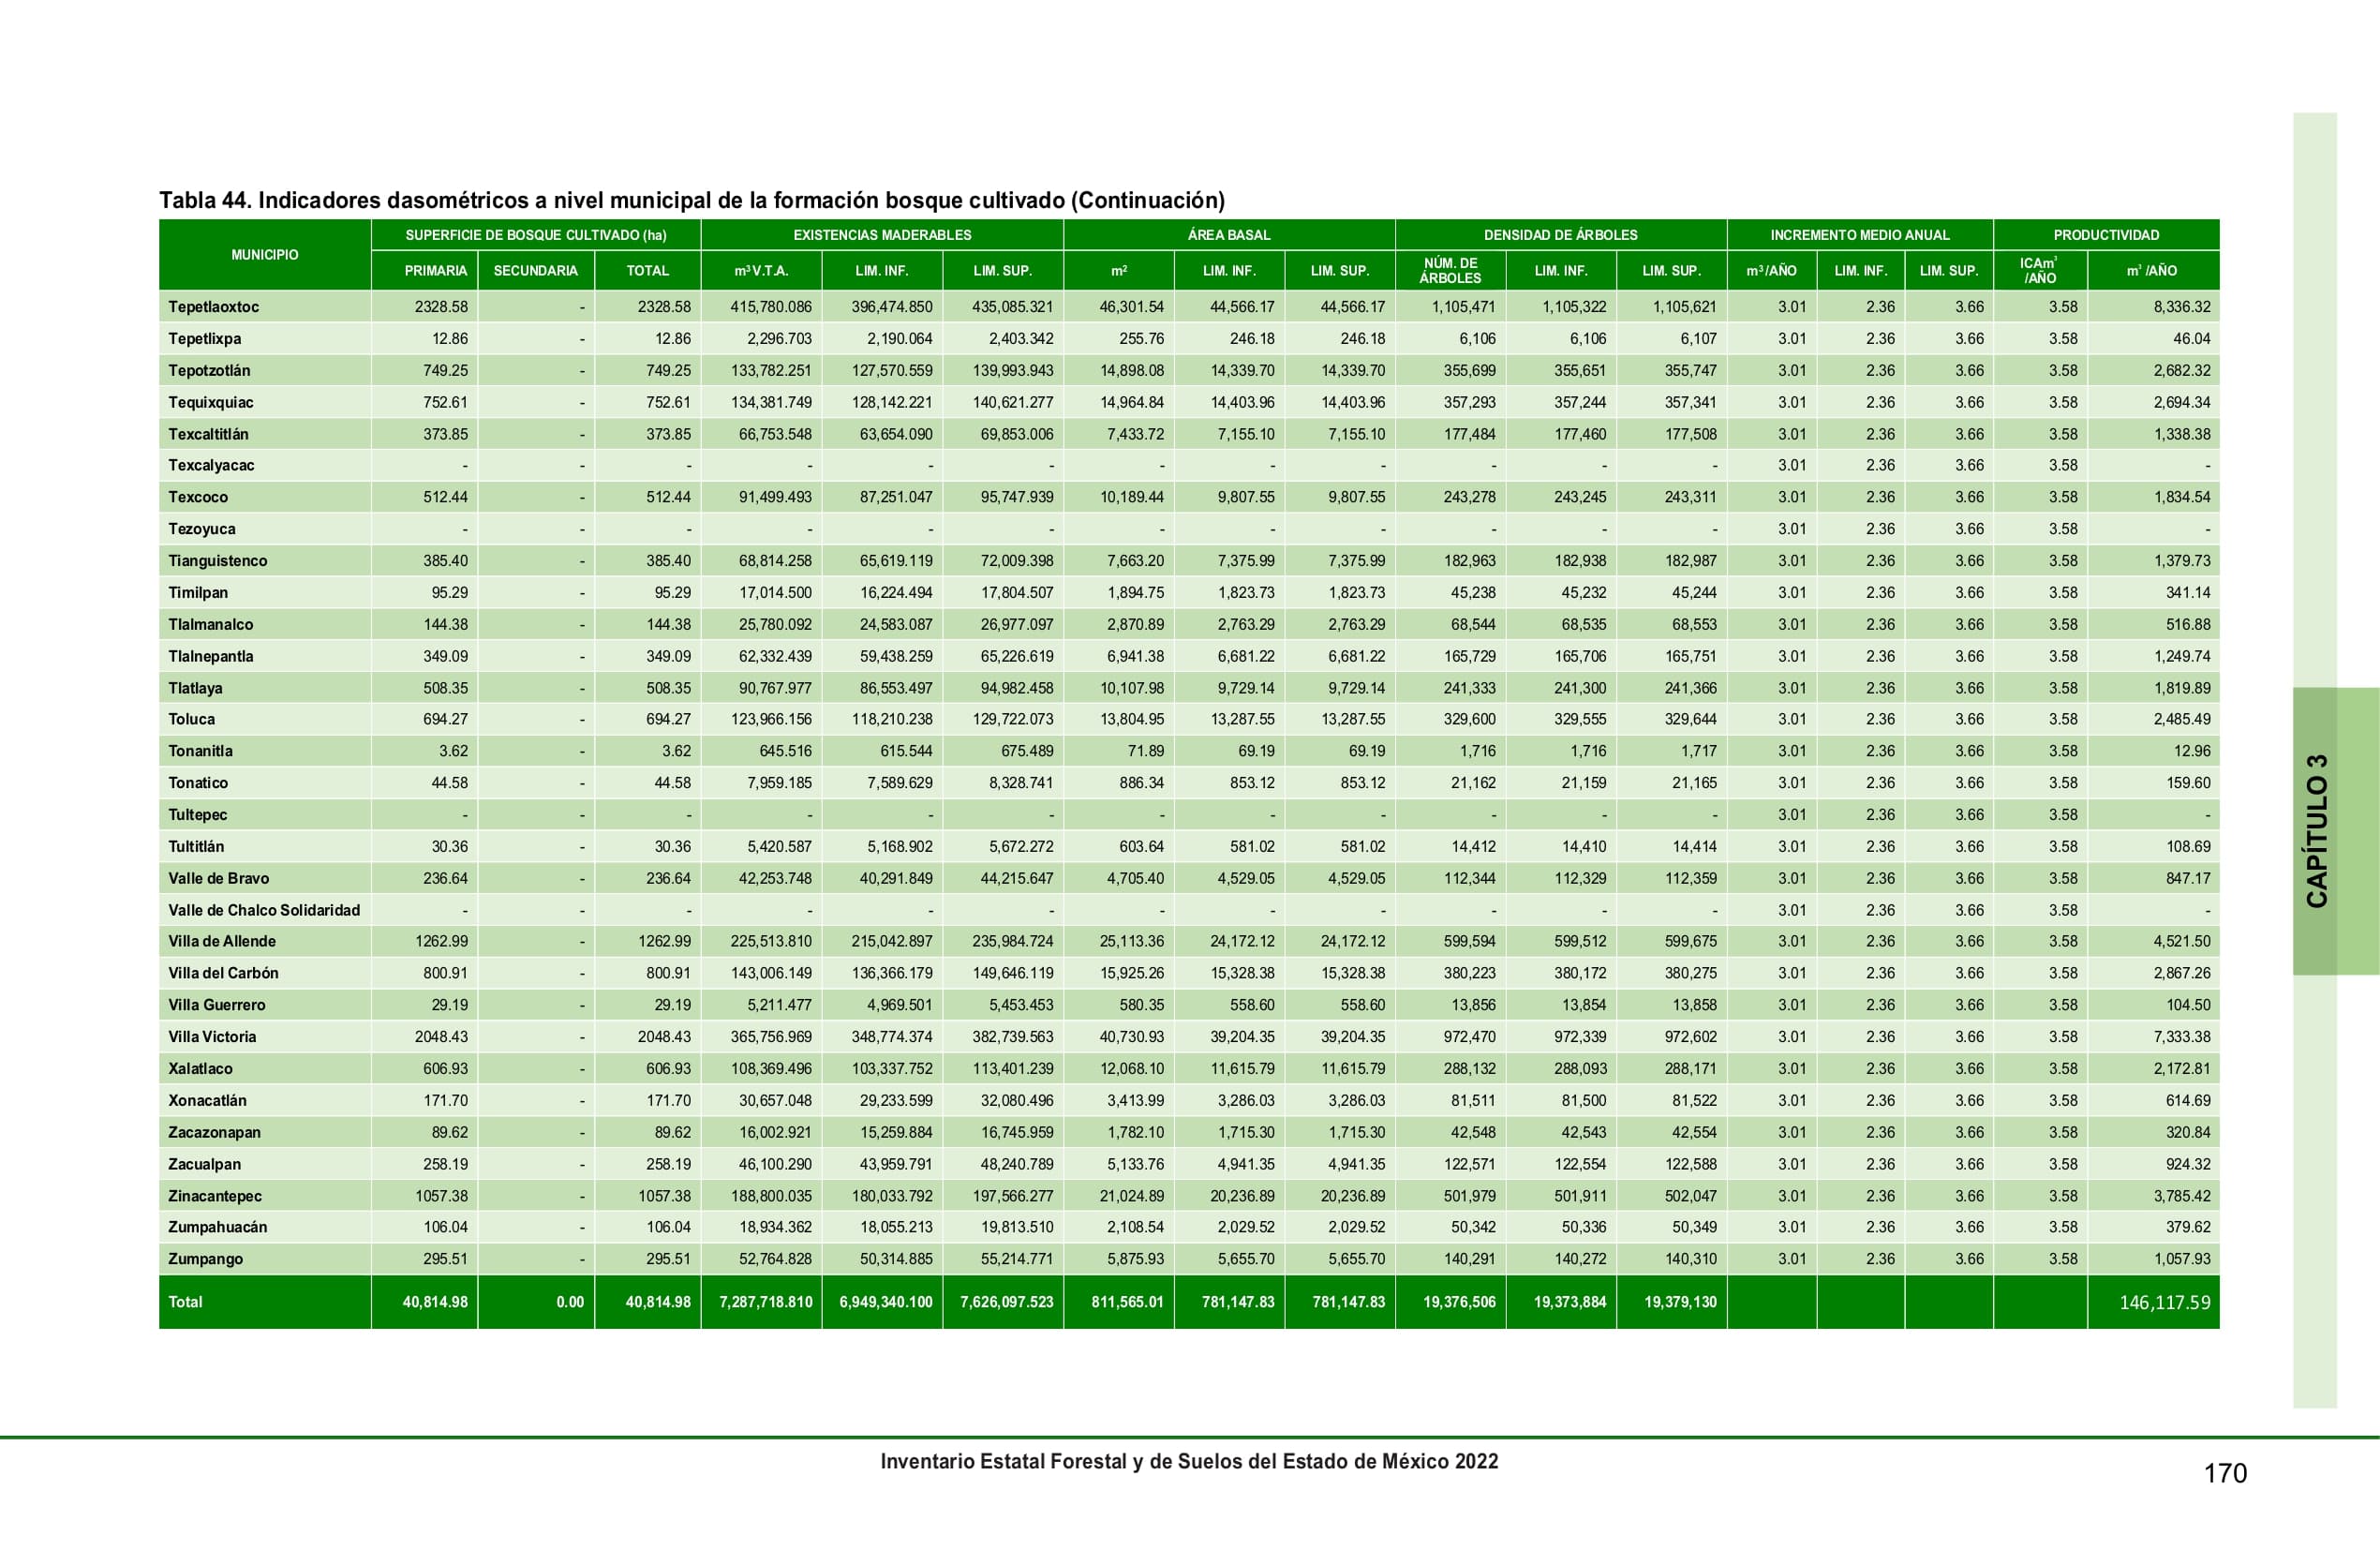 Tabla 44. Indicadores dasométricos a nivel municipal de la formación bosque cultivado (Continuación)
MUNICIPIO SUPERFICIE DE BOSQUE CULTIVADO (ha) EXISTENCIAS MADERABLES ÁREA BASAL DENSIDAD DE ÁRBOLES INCREMENTO MEDIO ANUAL PRODUCTIVIDAD
PRIMARIA SECUNDARIA TOTAL m³ V.T.A. LIM. INF. LIM. SUP. m² LIM. INF. LIM. SUP. NÚM. DE ÁRBOLES LIM. INF. LIM. SUP. m³/AÑO LIM. INF. LIM. SUP. ICAm³ /AÑO m³ /AÑO
Tepetlaoxtoc 2328.58 - 2328.58 415,780.086 396,474.850 435,085.321 46,301.54 44,566.17 44,566.17 1,105,471 1,105,322 1,105,621 3.01 2.36 3.66 3.58 8,336.32
Tepetlixpa 12.86 - 12.86 2,296.703 2,190.064 2,403.342 255.76 246.18 246.18 6,106 6,106 6,107 3.01 2.36 3.66 3.58 46.04
Tepotzotlán 749.25 - 749.25 133,782.251 127,570.559 139,993.943 14,898.08 14,339.70 14,339.70 355,699 355,651 355,747 3.01 2.36 3.66 3.58 2,682.32
Tequixquiac 752.61 - 752.61 134,381.749 128,142.221 140,621.277 14,964.84 14,403.96 14,403.96 357,293 357,244 357,341 3.01 2.36 3.66 3.58 2,694.34
Texcaltitlán 373.85 - 373.85 66,753.548 63,654.090 69,853.006 7,433.72 7,155.10 7,155.10 177,484 177,460 177,508 3.01 2.36 3.66 3.58 1,338.38
Texcalyacac - - - - - - - - - - - - 3.01 2.36 3.66 3.58 -
Texcoco 512.44 - 512.44 91,499.493 87,251.047 95,747.939 10,189.44 9,807.55 9,807.55 243,278 243,245 243,311 3.01 2.36 3.66 3.58 1,834.54
Tezoyuca - - - - - - - - - - - - 3.01 2.36 3.66 3.58 -
Tianguistenco 385.40 - 385.40 68,814.258 65,619.119 72,009.398 7,663.20 7,375.99 7,375.99 182,963 182,938 182,987 3.01 2.36 3.66 3.58 1,379.73
Timilpan 95.29 - 95.29 17,014.500 16,224.494 17,804.507 1,894.75 1,823.73 1,823.73 45,238 45,232 45,244 3.01 2.36 3.66 3.58 341.14
Tlalmanalco 144.38 - 144.38 25,780.092 24,583.087 26,977.097 2,870.89 2,763.29 2,763.29 68,544 68,535 68,553 3.01 2.36 3.66 3.58 516.88
Tlalnepantla 349.09 - 349.09 62,332.439 59,438.259 65,226.619 6,941.38 6,681.22 6,681.22 165,729 165,706 165,751 3.01 2.36 3.66 3.58 1,249.74
Tlatlaya 508.35 - 508.35 90,767.977 86,553.497 94,982.458 10,107.98 9,729.14 9,729.14 241,333 241,300 241,366 3.01 2.36 3.66 3.58 1,819.89
Toluca 694.27 - 694.27 123,966.156 118,210.238 129,722.073 13,804.95 13,287.55 13,287.55 329,600 329,555 329,644 3.01 2.36 3.66 3.58 2,485.49
Tonanitla 3.62 - 3.62 645.516 615.544 675.489 71.89 69.19 69.19 1,716 1,716 1,717 3.01 2.36 3.66 3.58 12.96
Tonatico 44.58 - 44.58 7,959.185 7,589.629 8,328.741 886.34 853.12 853.12 21,162 21,159 21,165 3.01 2.36 3.66 3.58 159.60
Tultepec - - - - - - - - - - - - 3.01 2.36 3.66 3.58 -
Tultitlán 30.36 - 30.36 5,420.587 5,168.902 5,672.272 603.64 581.02 581.02 14,412 14,410 14,414 3.01 2.36 3.66 3.58 108.69
Valle de Bravo 236.64 - 236.64 42,253.748 40,291.849 44,215.647 4,705.40 4,529.05 4,529.05 112,344 112,329 112,359 3.01 2.36 3.66 3.58 847.17
Valle de Chalco Solidaridad - - - - - - - - - - - - 3.01 2.36 3.66 3.58 -
Villa de Allende 1262.99 - 1262.99 225,513.810 215,042.897 235,984.724 25,113.36 24,172.12 24,172.12 599,594 599,512 599,675 3.01 2.36 3.66 3.58 4,521.50
Villa del Carbón 800.91 - 800.91 143,006.149 136,366.179 149,646.119 15,925.26 15,328.38 15,328.38 380,223 380,172 380,275 3.01 2.36 3.66 3.58 2,867.26
Villa Guerrero 29.19 - 29.19 5,211.477 4,969.501 5,453.453 580.35 558.60 558.60 13,856 13,854 13,858 3.01 2.36 3.66 3.58 104.50
Villa Victoria 2048.43 - 2048.43 365,756.969 348,774.374 382,739.563 40,730.93 39,204.35 39,204.35 972,470 972,339 972,602 3.01 2.36 3.66 3.58 7,333.38
Xalatlaco 606.93 - 606.93 108,369.496 103,337.752 113,401.239 12,068.10 11,615.79 11,615.79 288,132 288,093 288,171 3.01 2.36 3.66 3.58 2,172.81
Xonacatlán 171.70 - 171.70 30,657.048 29,233.599 32,080.496 3,413.99 3,286.03 3,286.03 81,511 81,500 81,522 3.01 2.36 3.66 3.58 614.69
Zacazonapan 89.62 - 89.62 16,002.921 15,259.884 16,745.959 1,782.10 1,715.30 1,715.30 42,548 42,543 42,554 3.01 2.36 3.66 3.58 320.84
Zacualpan 258.19 - 258.19 46,100.290 43,959.791 48,240.789 5,133.76 4,941.35 4,941.35 122,571 122,554 122,588 3.01 2.36 3.66 3.58 924.32
Zinacantepec 1057.38 - 1057.38 188,800.035 180,033.792 197,566.277 21,024.89 20,236.89 20,236.89 501,979 501,911 502,047 3.01 2.36 3.66 3.58 3,785.42
Zumpahuacán 106.04 - 106.04 18,934.362 18,055.213 19,813.510 2,108.54 2,029.52 2,029.52 50,342 50,336 50,349 3.01 2.36 3.66 3.58 379.62
Zumpango 295.51 - 295.51 52,764.828 50,314.885 55,214.771 5,875.93 5,655.70 5,655.70 140,291 140,272 140,310 3.01 2.36 3.66 3.58 1,057.93
Total 40,814.98 0.00 40,814.98 7,287,718.810 6,949,340.100 7,626,097.523 811,565.01 781,147.83 781,147.83 19,376,506 19,373,884 19,379,130 146,117.59
CAPÍTULO 3
Inventario Estatal Forestal y de Suelos del Estado de México 2022
170